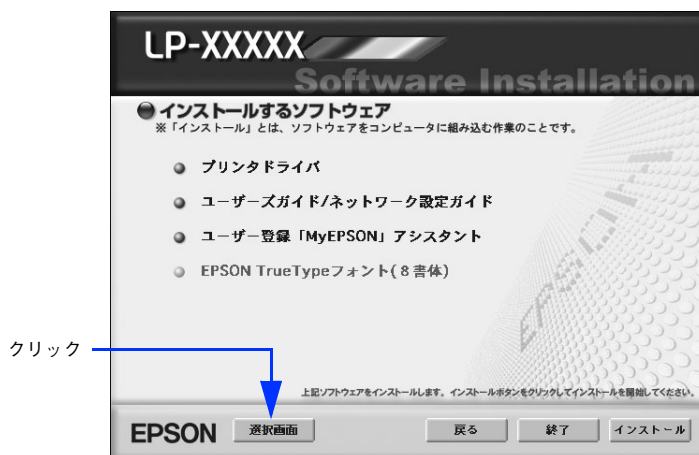 LP-XXXXX
Software Installation
インストールするソフトウェア
※「インストール」とは、ソフトウェアをコンピュータに組み込む作業のことです。
プリンタドライバ
ユーザーズガイド/ネットワーク設定ガイド
ユーザー登録「MyEPSON」アシスタント
EPSON TrueTypeフォント(8書体)
EPSON
クリック
上記ソフトウェアをインストールします。インストールボタンをクリックしてインストールを開始してください。
EPSON 選択画面 戻る 終了 インストール